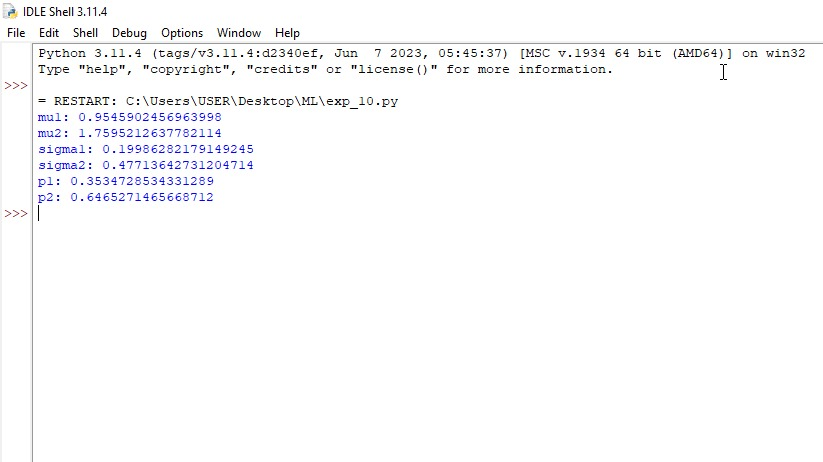 IDLE Shell 3.11.4
File Edit Shell Debug Options Window Help
Python 3.11.4 (tags/v3.11.4:d2340ef, Jun  7 2023, 05:45:37) [MSC v.1934 64 bit (AMD64)] on win32
Type "help", "copyright", "credits" or "license()" for more information.
>>>
= RESTART: C:\Users\USER\Desktop\ML\exp_10.py
mu1: 0.9545902456963998
mu2: 1.7595212637782114
sigma1: 0.19986282179149245
sigma2: 0.47713642731204714
p1: 0.3534728534331289
p2: 0.6465271465668712
>>>